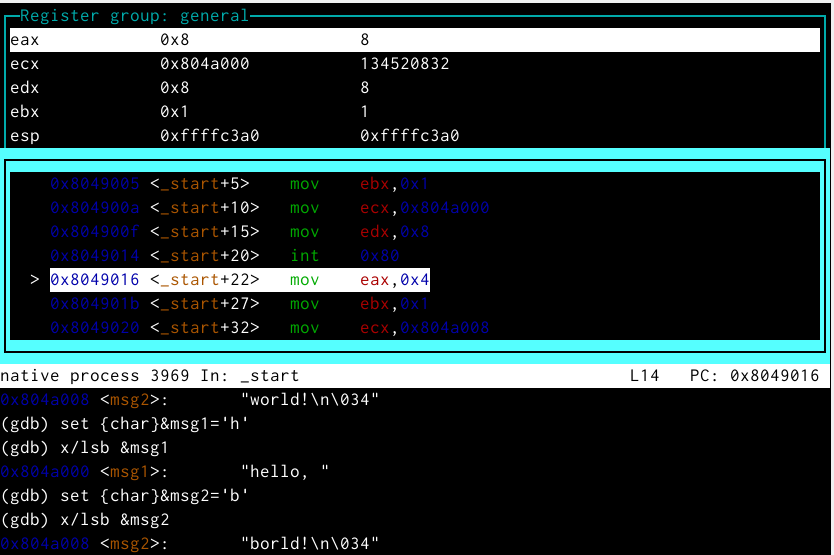 Register group: general
eax 0x8 8
ecx 0x804a000 134520832
edx 0x8 8
ebx 0x1 1
esp 0xffffc3a0 0xffffc3a0
0x8049005 <_start+5> mov ebx,0x1
0x804900a <_start+10> mov ecx,0x804a000
0x804900f <_start+15> mov edx,0x8
0x8049014 <_start+20> int 0x80
> 0x8049016 <_start+22> mov eax,0x4
0x804901b <_start+27> mov ebx,0x1
0x8049020 <_start+32> mov ecx,0x804a008
native process 3969 In: _start L14 PC: 0x8049016
0x804a008 <msg2>: "world!\n\034"
(gdb) set {char}&msg1='h'
(gdb) x/lsb &msg1
0x804a000 <msg1>: "hello, "
(gdb) set {char}&msg2='b'
(gdb) x/lsb &msg2
0x804a008 <msg2>: "borld!\n\034"